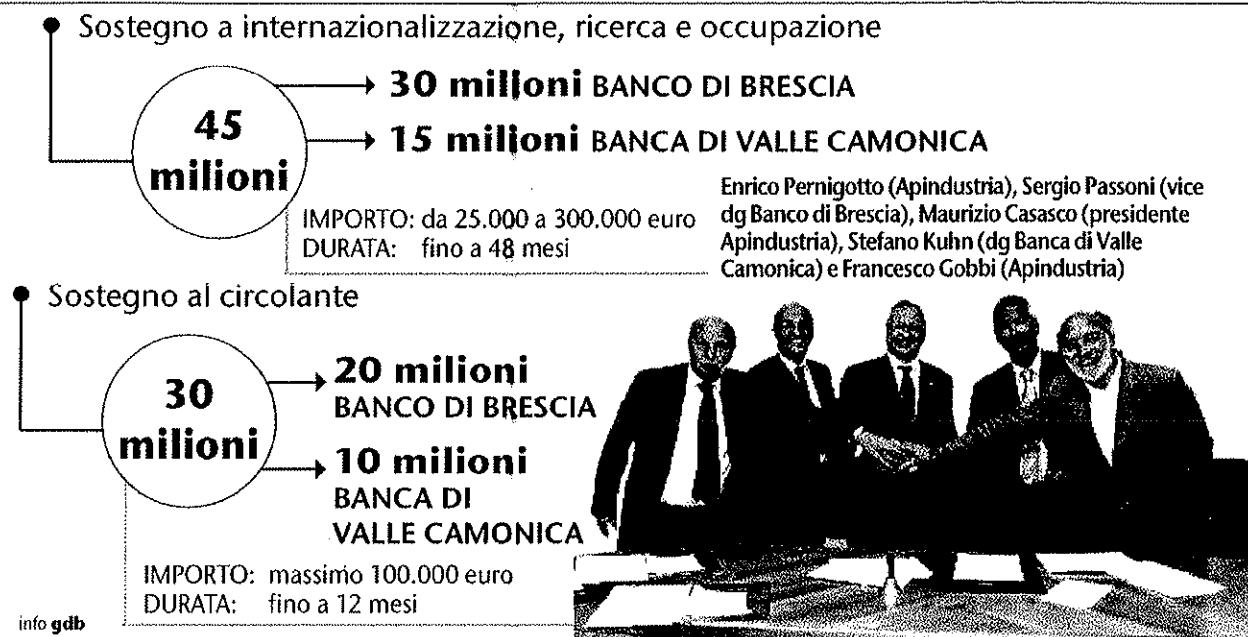 Sostegno a internazionalizzazione, ricerca e occupazione
45
milioni
30 milioni BANCO DI BRESCIA
15 milioni BANCA DI VALLE CAMONICA
IMPORTO: da 25.000 a 300.000 euro
DURATA: fino a 48 mesi
Enrico Pernigotto (Apindustria), Sergio Passoni (vice
dg Banco di Brescia), Maurizio Casasco (presidente
Apindustria), Stefano Kuhn (dg Banca di Valle
Camonica) e Francesco Gobbi (Apindustria)
Sostegno al circolante
30
milioni
20 milioni
BANCO DI BRESCIA
10 milioni
BANCA DI
VALLE CAMONICA
IMPORTO: massimo 100.000 euro
DURATA: fino a 12 mesi
info gdb